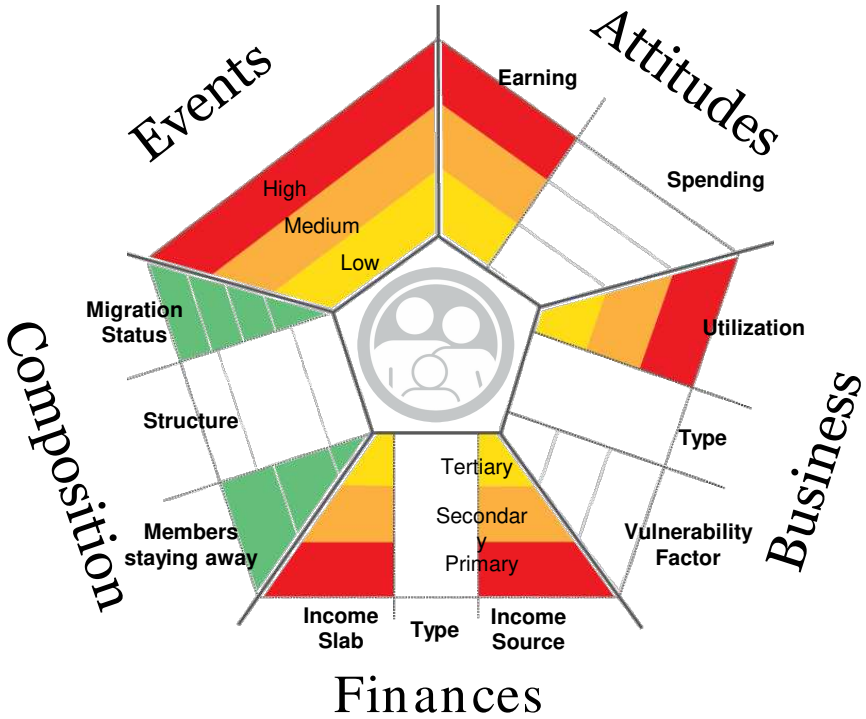 Events
Attitudes
Earning
Spending
High
Medium
Low
Migration
Status
Utilization
Composition
Structure
Type
Business
Members
staying away
Vulnerability
Factor
Tertiary
Secondar
y
Primary
Income
Slab
Type
Income
Source
Finances